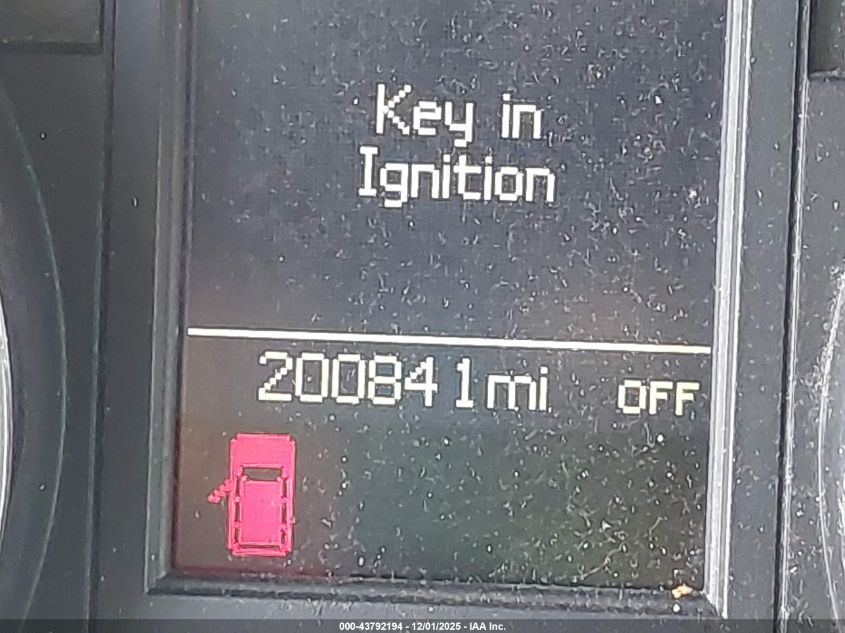 Key in
Ignition
200841mi OFF
000-43792194 - 12/01/2025 - IAA Inc.